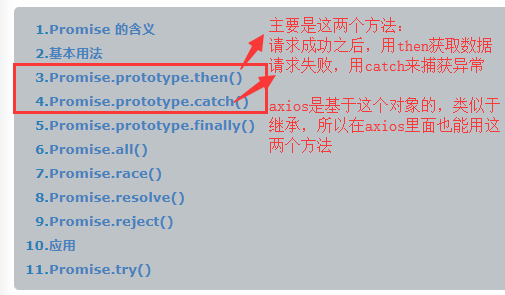 1.Promise 的含义
2.基本用法
3.Promise.prototype.then()
4.Promise.prototype.catch()
5.Promise.prototype.finally()
6.Promise.all()
7.Promise.race()
8.Promise.resolve()
9.Promise.reject()
10.应用
11.Promise.try()
主要是这两个方法：
请求成功之后，用then获取数据
请求失败，用catch来捕获异常
axios是基于这个对象的，类似于
继承，所以在axios里面也能用这
两个方法